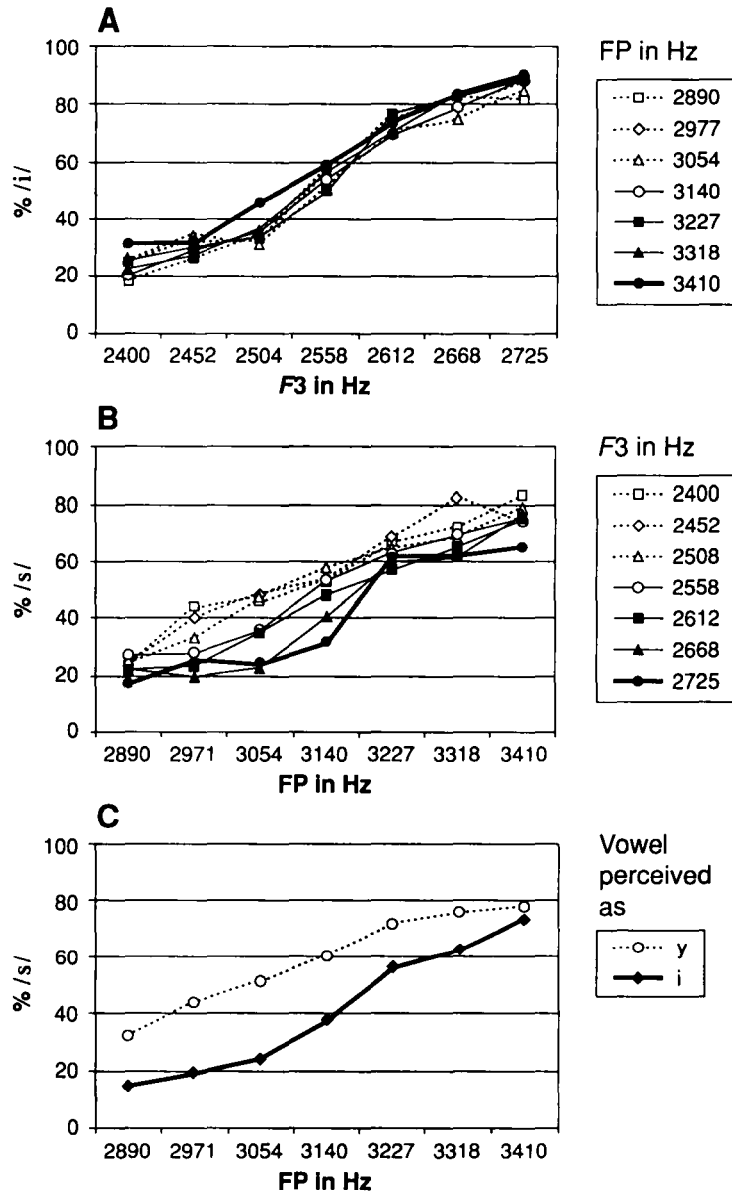 A
FP in Hz
100
80
60
40
20
0
% /i/
2400 2452 2504 2558 2612 2668 2725
F3 in Hz
2890
2977
3054
3140
3227
3318
3410
B
F3 in Hz
100
80
60
40
20
0
% /s/
2890 2971 3054 3140 3227 3318 3410
FP in Hz
2400
2452
2508
2558
2612
2668
2725
C
Vowel
perceived
as
100
80
60
40
20
0
% /s/
2890 2971 3054 3140 3227 3318 3410
FP in Hz
y
i